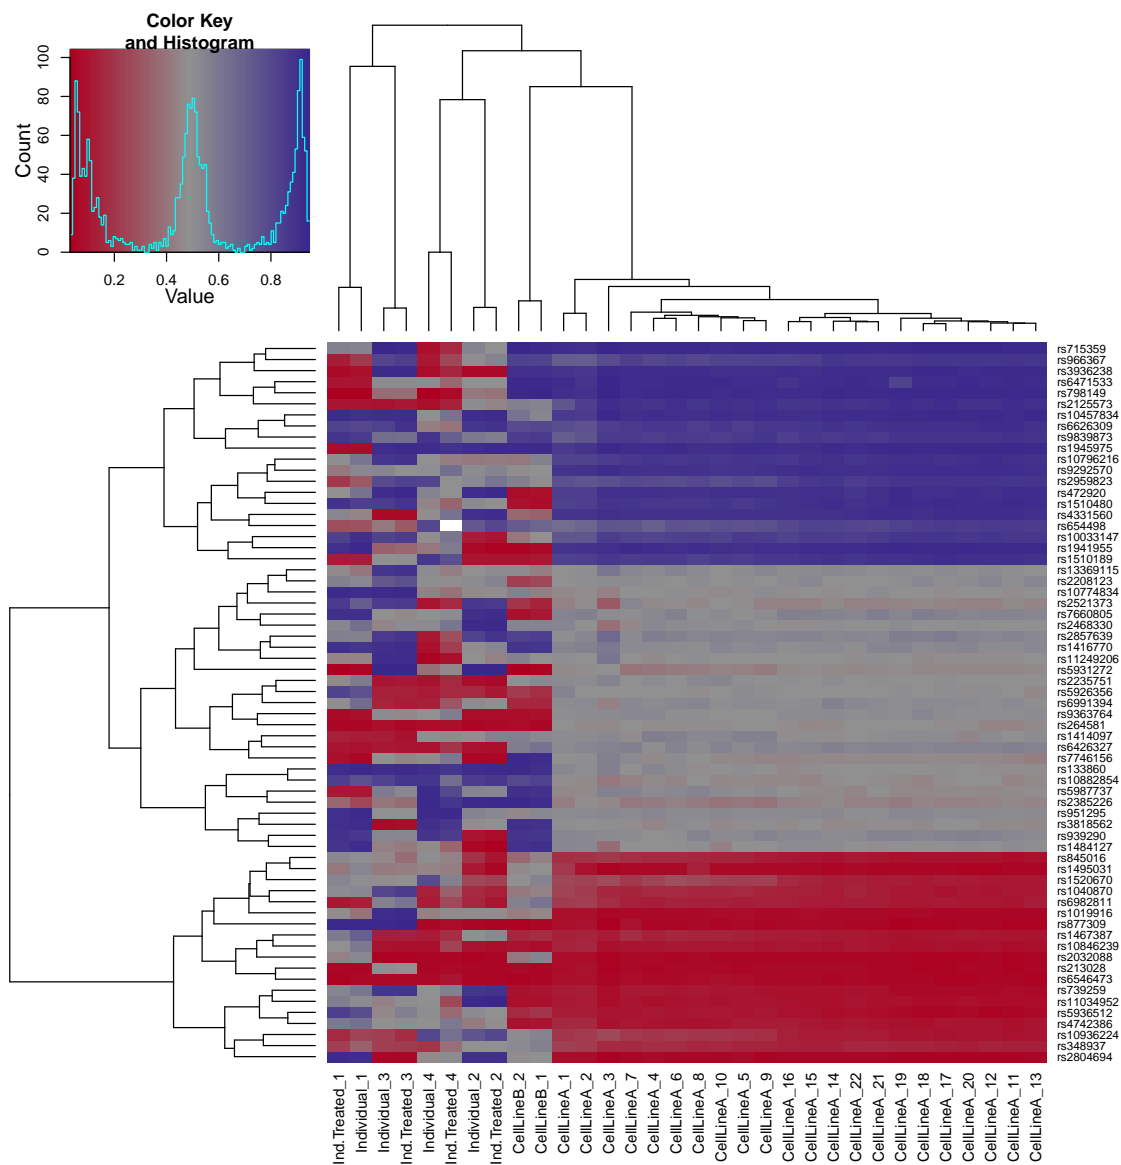 Color Key
and Histogram
Count
0
20
40
60
80
100
0.2
0.4
0.6
0.8
Value
rs715359
rs966367
rs3936238
rs6471533
rs798149
rs2125573
rs10457834
rs6626309
rs9839873
rs1945975
rs10796216
rs9292570
rs2959823
rs472920
rs1510480
rs4331560
rs654498
rs10033147
rs1941955
rs1510189
rs13369115
rs2208123
rs10774834
rs2521373
rs7660805
rs2468330
rs2857639
rs1416770
rs11249206
rs5931272
rs2235751
rs5926356
rs6991394
rs9363764
rs264581
rs1414097
rs6426327
rs7746156
rs133860
rs10882854
rs5987737
rs2385226
rs951295
rs3818562
rs939290
rs1484127
rs845016
rs1495031
rs1520670
rs1040870
rs6982811
rs1019916
rs877309
rs1467387
rs10846239
rs2032088
rs213028
rs6546473
rs739259
rs11034952
rs5936512
rs4742386
rs10936224
rs348937
rs2804694
Ind.Treated_1
Individual_1
Individual_3
Ind.Treated_3
Individual_4
Ind.Treated_4
Individual_2
Ind.Treated_2
CellLineB_2
CellLineB_1
CellLineA_1
CellLineA_2
CellLineA_3
CellLineA_7
CellLineA_4
CellLineA_6
CellLineA_8
CellLineA_10
CellLineA_5
CellLineA_9
CellLineA_16
CellLineA_15
CellLineA_14
CellLineA_22
CellLineA_21
CellLineA_19
CellLineA_18
CellLineA_17
CellLineA_20
CellLineA_12
CellLineA_11
CellLineA_13